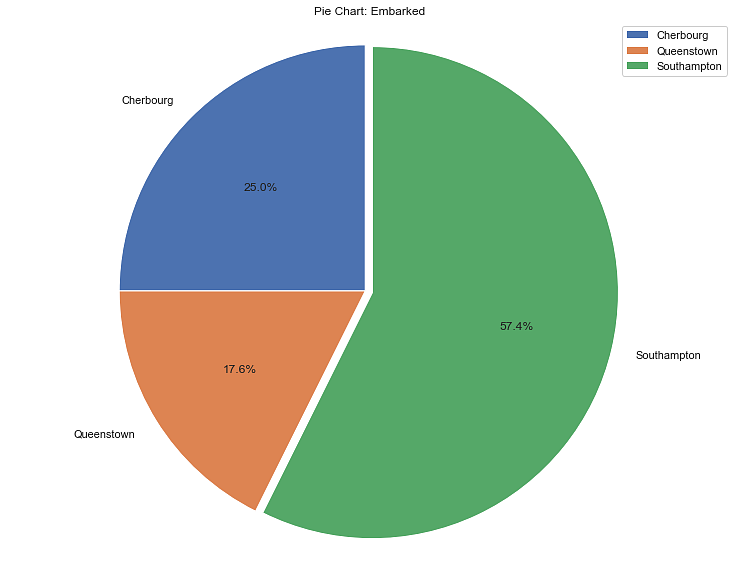 Pie Chart: Embarked
Cherbourg
Queenstown
Southampton
Cherbourg
25.0%
57.4%
Southampton
17.6%
Queenstown